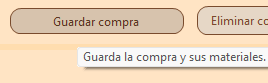 Guardar compra
Eliminar co
Guarda la compra y sus materiales.